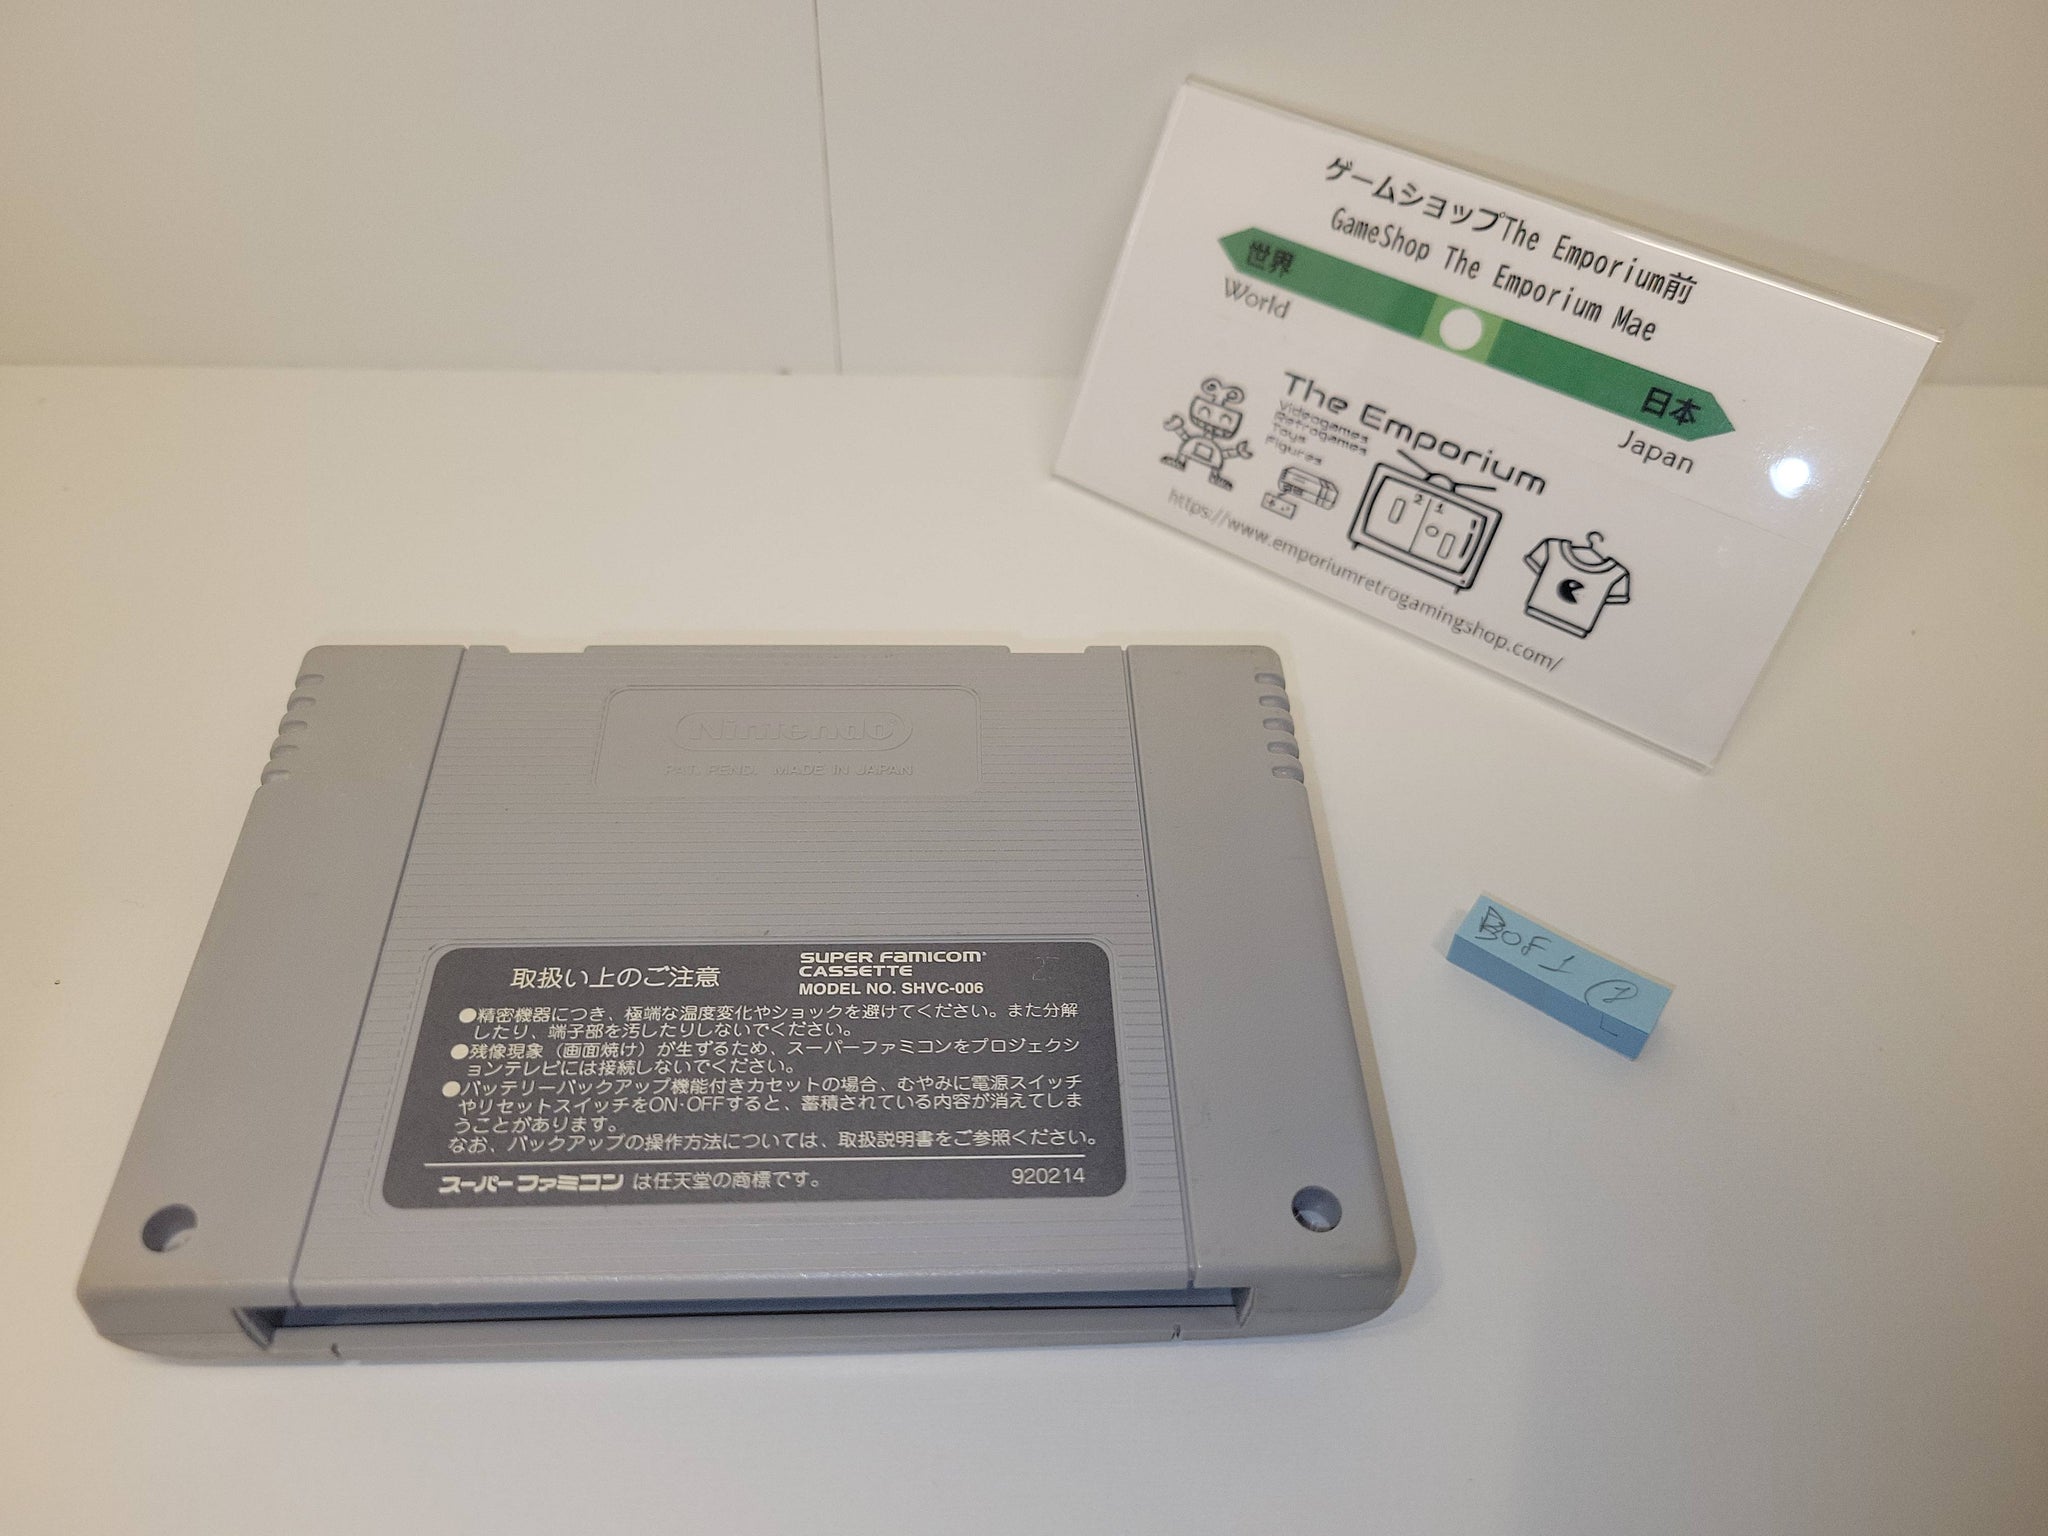 ゲームショップThe Emporium前
GameShop The Emporium Mae
世界
World
日本
Japan
The Emporium
Videogames
Retrogames
Toys
Figures
2 1
https://www.emporiumretrogamingshop.com/
Nintendo
PAT. PEND. MADE IN JAPAN
取扱い上のご注意
SUPER FAMICOM
CASSETTE
MODEL NO. SHVC-006
●精密機器につき、極端な温度変化やショックを避けてください。また分解
したり、端子部を汚したりしないでください。
●残像現象（画面焼け）が生ずるため、スーパーファミコンをプロジェクシ
ョンテレビには接続しないでください。
●バッテリーバックアップ機能付きカセットの場合、むやみに電源スイッチ
やリセットスイッチをON·OFFすると、蓄積されている内容が消えてしま
うことがあります。
なお、バックアップの操作方法については、取扱説明書をご参照ください。
スーパーファミコン は任天堂の商標です。 920214
BOF 1